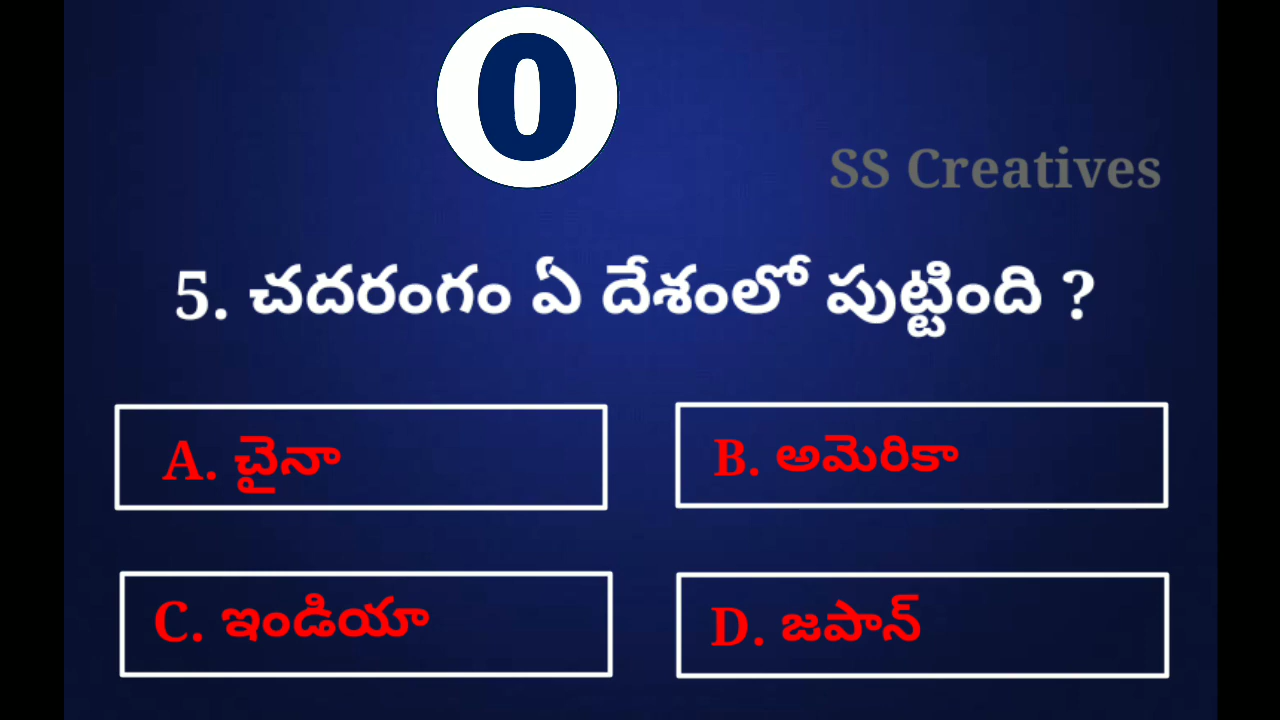 0
SS Creatives
5. చదరంగం ఏ దేశంలో పుట్టింది ?
A. చైనా
B. అమెరికా
C. ఇండియా
D. జపాన్